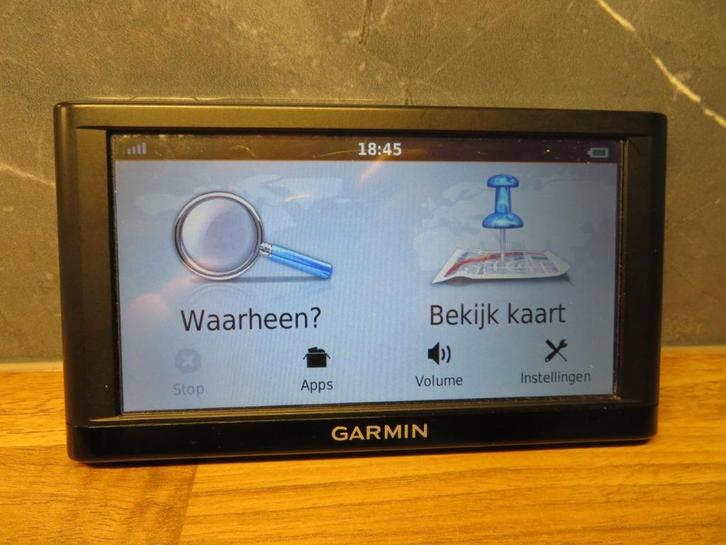 18:45
Waarheen?
Bekijk kaart
Stop
Apps
Volume
Instellingen
GARMIN